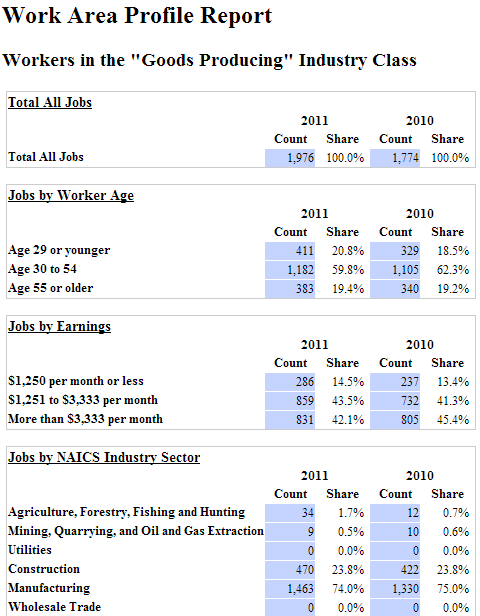 Work Area Profile Report
Workers in the "Goods Producing" Industry Class
Total All Jobs
2011 2010
Count Share Count Share
Total All Jobs 1,976 100.0% 1,774 100.0%
Jobs by Worker Age
2011 2010
Count Share Count Share
Age 29 or younger 411 20.8% 329 18.5%
Age 30 to 54 1,182 59.8% 1,105 62.3%
Age 55 or older 383 19.4% 340 19.2%
Jobs by Earnings
2011 2010
Count Share Count Share
$1,250 per month or less 286 14.5% 237 13.4%
$1,251 to $3,333 per month 859 43.5% 732 41.3%
More than $3,333 per month 831 42.1% 805 45.4%
Jobs by NAICS Industry Sector
2011 2010
Count Share Count Share
Agriculture, Forestry, Fishing and Hunting 34 1.7% 12 0.7%
Mining, Quarrying, and Oil and Gas Extraction 9 0.5% 10 0.6%
Utilities 0 0.0% 0 0.0%
Construction 470 23.8% 422 23.8%
Manufacturing 1,463 74.0% 1,330 75.0%
Wholesale Trade 0 0.0% 0 0.0%